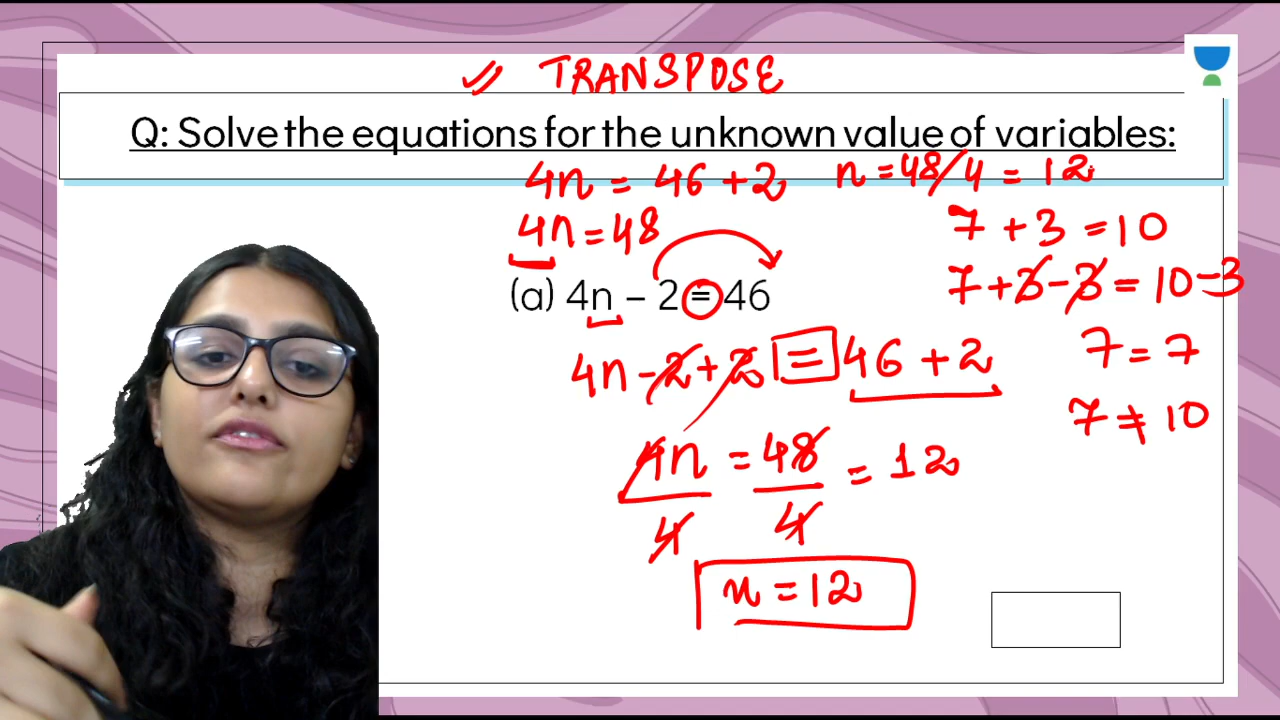 TRANSPOSE
Q: Solve the equations for the unknown value of variables:
4n = 46 + 2
n = 48/4 = 12
4n = 48
7 + 3 = 10
(a) 4n – 2 = 46
7 + 3 - 3 = 10 - 3
4n - 2 + 2 = 46 + 2
7 = 7
7 ≠ 10
4n/4 = 48/4 = 12
n = 12